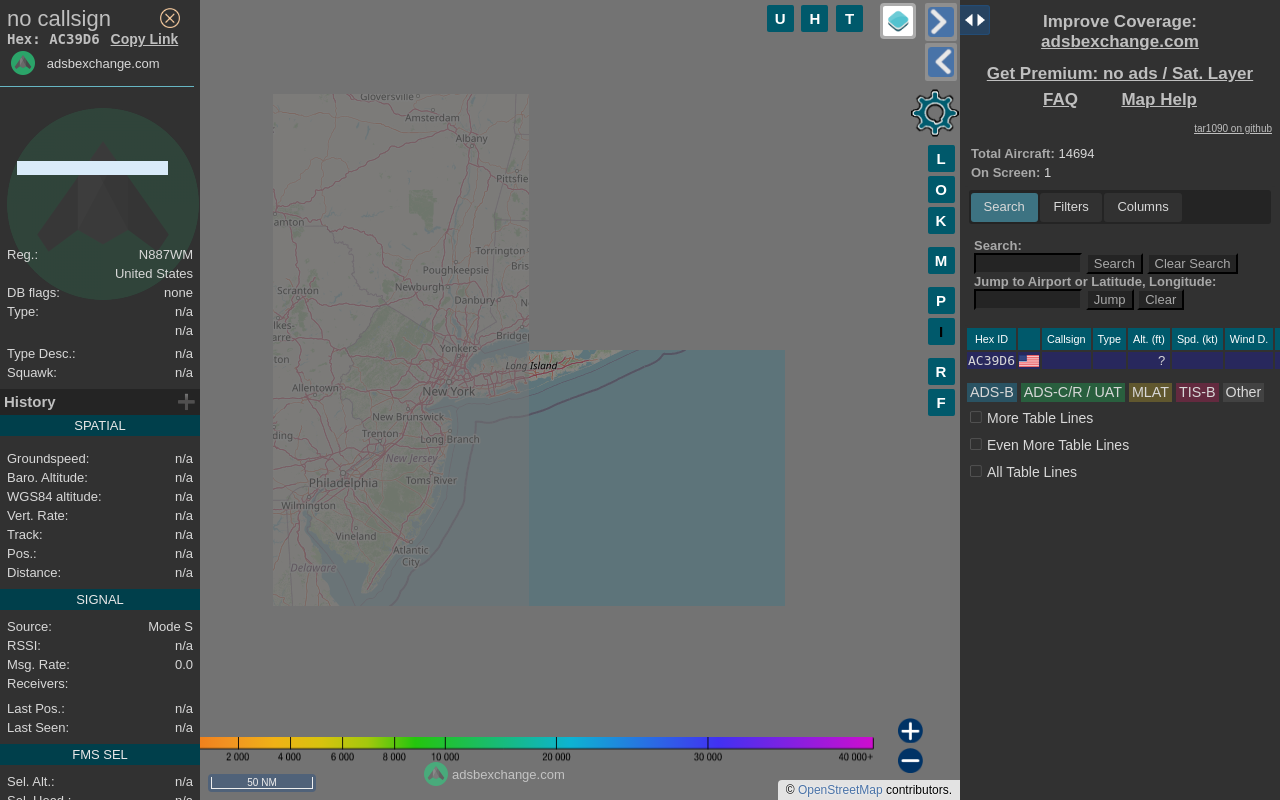 no callsign
Hex: AC39D6 Copy Link
adsbexchange.com
Reg.: N887WM
United States
DB flags: none
Type: n/a
n/a
Type Desc.: n/a
Squawk: n/a
History
SPATIAL
Groundspeed: n/a
Baro. Altitude: n/a
WGS84 altitude: n/a
Vert. Rate: n/a
Track: n/a
Pos.: n/a
Distance: n/a
SIGNAL
Source: Mode S
RSSI: n/a
Msg. Rate: 0.0
Receivers:
Last Pos.: n/a
Last Seen: n/a
FMS SEL
Sel. Alt.: n/a
Sel. Head.: n/a
U H T
L
O
K
M
P
I
R
F
Gloversville
Amsterdam
Albany
Pittsfie
amton
Torrington
Bris
Poughkeepsie
Newburgh
Scranton
Danbury
N
lkes-
arre
Bridgep
Yonkers
ton
Long Island
Allentown
New York
New Brunswick
ding
Trenton
Long Branch
New Jersey
Philadelphia
Toms River
Wilmington
Vineland
Atlantic
City
Delaware
2 000 4 000 6 000 8 000 10 000 20 000 30 000 40 000+
adsbexchange.com
50 NM
© OpenStreetMap contributors.
Improve Coverage:
adsbexchange.com
Get Premium: no ads / Sat. Layer
FAQ Map Help
tar1090 on github
Total Aircraft: 14694
On Screen: 1
Search Filters Columns
Search:
Search Clear Search
Jump to Airport or Latitude, Longitude:
Jump Clear
Hex ID Callsign Type Alt. (ft) Spd. (kt) Wind D.
AC39D6 ?
ADS-B ADS-C/R / UAT MLAT TIS-B Other
More Table Lines
Even More Table Lines
All Table Lines